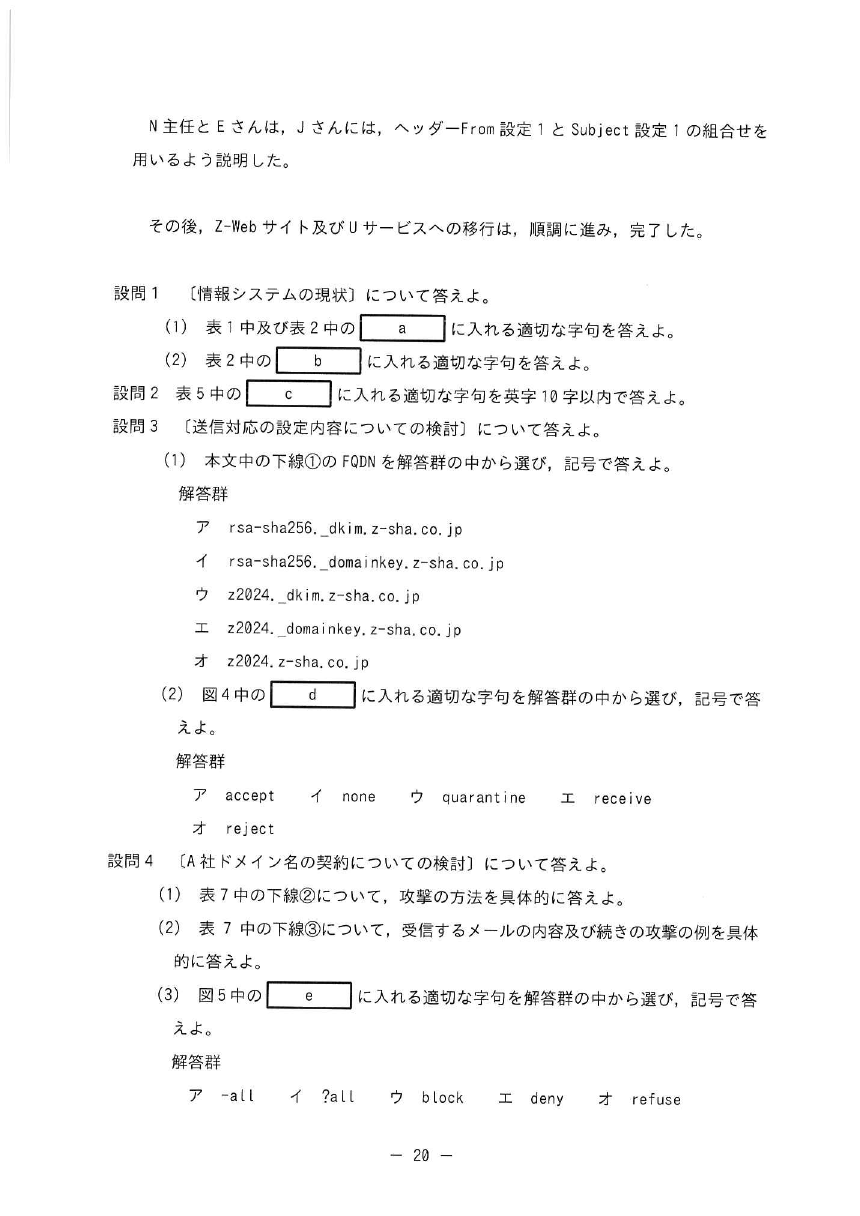 N主任とEさんは，Jさんには，ヘッダーFrom設定1とSubject設定1の組合せを
用いるよう説明した。
その後，Z-Webサイト及びUサービスへの移行は，順調に進み，完了した。
設問1 〔情報システムの現状〕について答えよ。
(1) 表1中及び表2中の a に入れる適切な字句を答えよ。
(2) 表2中の b に入れる適切な字句を答えよ。
設問2 表5中の c に入れる適切な字句を英字10字以内で答えよ。
設問3 〔送信対応の設定内容についての検討〕について答えよ。
(1) 本文中の下線①のFQDNを解答群の中から選び，記号で答えよ。
解答群
ア rsa-sha256._dkim.z-sha.co.jp
イ rsa-sha256._domainkey.z-sha.co.jp
ウ z2024._dkim.z-sha.co.jp
エ z2024._domainkey.z-sha.co.jp
オ z2024.z-sha.co.jp
(2) 図4中の d に入れる適切な字句を解答群の中から選び，記号で答
えよ。
解答群
ア accept イ none ウ quarantine エ receive
オ reject
設問4 〔A社ドメイン名の契約についての検討〕について答えよ。
(1) 表7中の下線②について，攻撃の方法を具体的に答えよ。
(2) 表7中の下線③について，受信するメールの内容及び続きの攻撃の例を具体
的に答えよ。
(3) 図5中の e に入れる適切な字句を解答群の中から選び，記号で答
えよ。
解答群
ア -all イ ?all ウ block エ deny オ refuse
－ 20 －